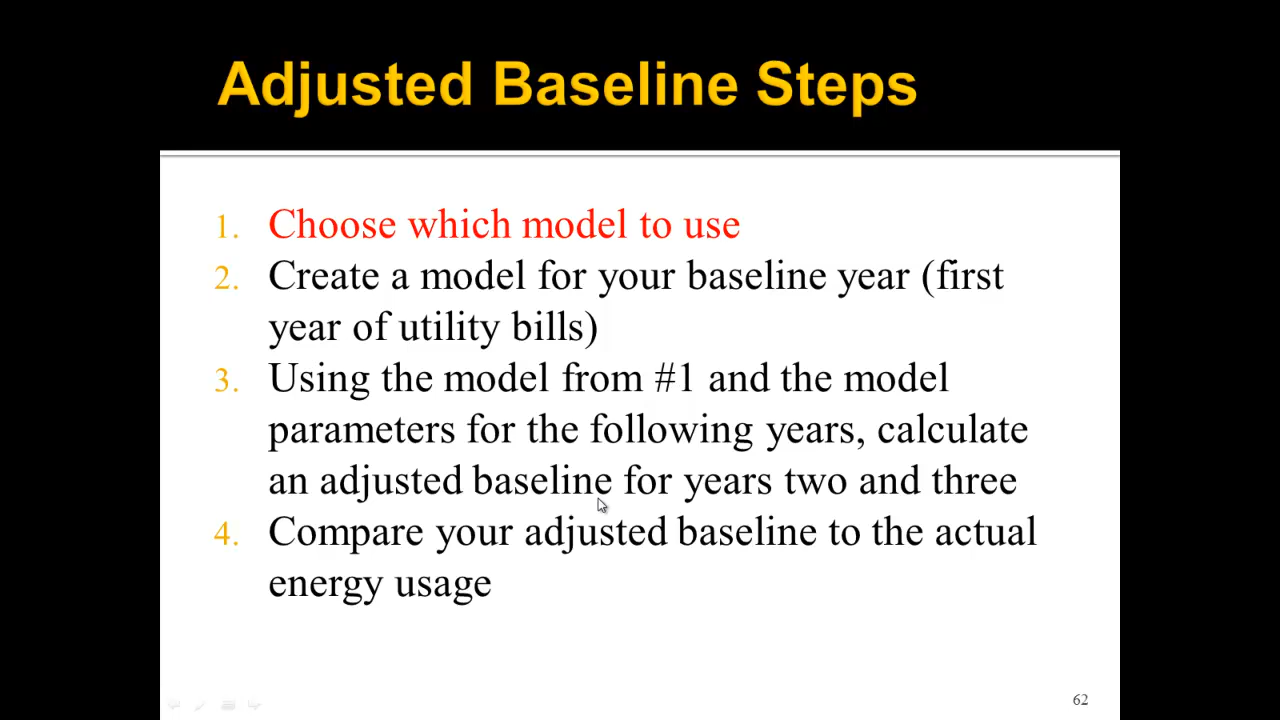 Adjusted Baseline Steps
1. Choose which model to use
2. Create a model for your baseline year (first
year of utility bills)
3. Using the model from #1 and the model
parameters for the following years, calculate
an adjusted baseline for years two and three
4. Compare your adjusted baseline to the actual
energy usage
62